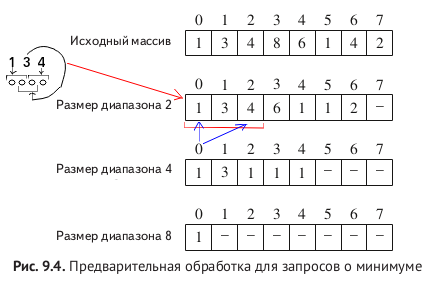 0 1 2 3 4 5 6 7
Исходный массив 1 3 4 8 6 1 4 2
1 3 4
0 1 2 3 4 5 6 7
Размер диапазона 2 1 3 4 6 1 1 2 –
0 1 2 3 4 5 6 7
Размер диапазона 4 1 3 1 1 1 – – –
0 1 2 3 4 5 6 7
Размер диапазона 8 1 – – – – – – –
Рис. 9.4. Предварительная обработка для запросов о минимуме